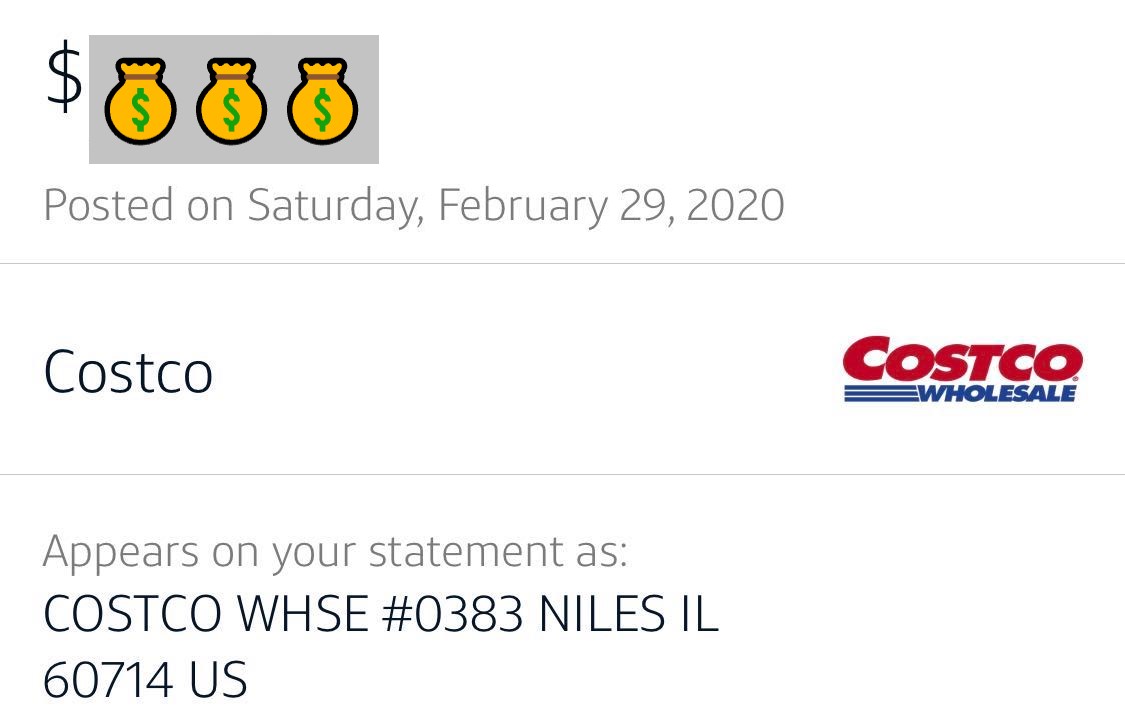 $
Posted on Saturday, February 29, 2020
Costco
COSTCO
WHOLESALE
Appears on your statement as:
COSTCO WHSE #0383 NILES IL
60714 US